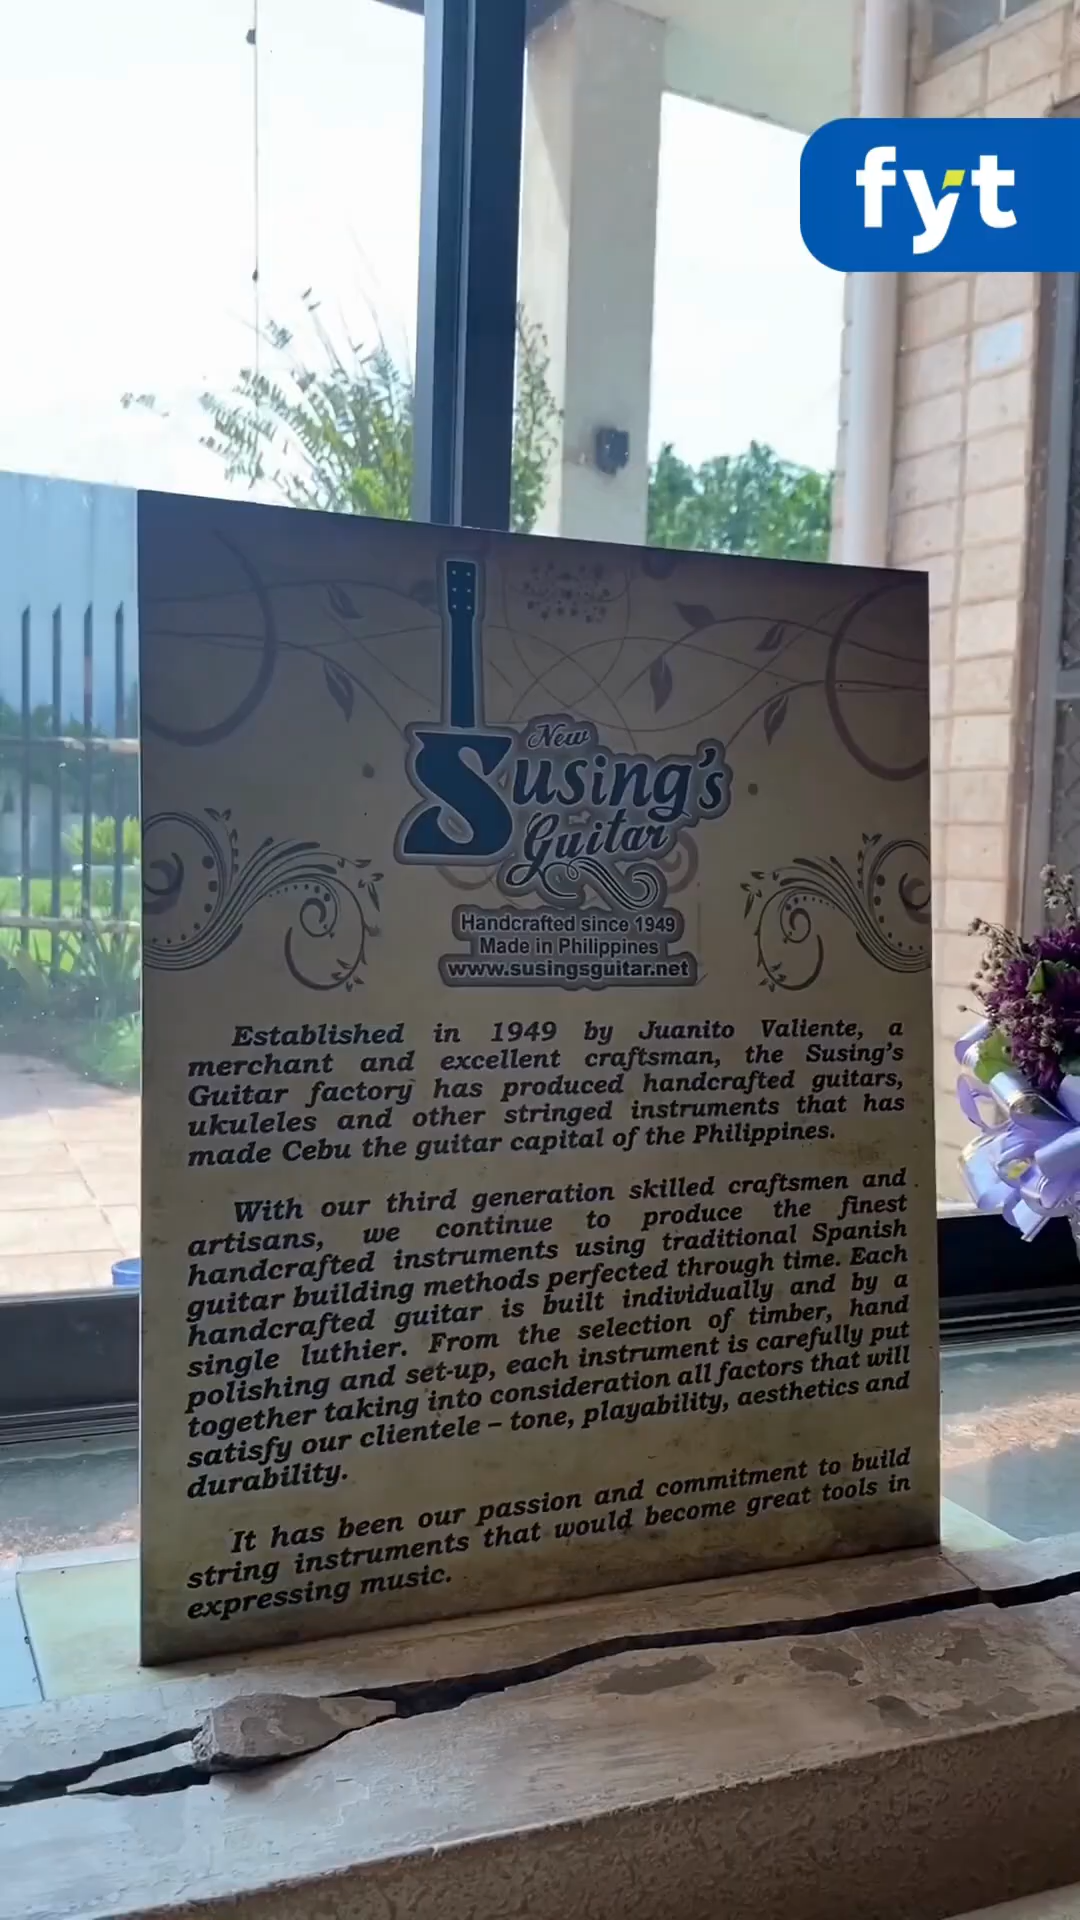 fyt
New
Susing's
Guitar
Handcrafted since 1949
Made in Philippines
www.susingsguitar.net
Established in 1949 by Juanito Valiente, a
merchant and excellent craftsman, the Susing's
Guitar factory has produced handcrafted guitars,
ukuleles and other stringed instruments that has
made Cebu the guitar capital of the Philippines.
With our third generation skilled craftsmen and
artisans, we continue to produce the finest
handcrafted instruments using traditional Spanish
guitar building methods perfected through time. Each
handcrafted guitar is built individually and by a
single luthier. From the selection of timber, hand
polishing and set-up, each instrument is carefully put
together taking into consideration all factors that will
satisfy our clientele – tone, playability, aesthetics and
durability.
It has been our passion and commitment to build
string instruments that would become great tools in
expressing music.